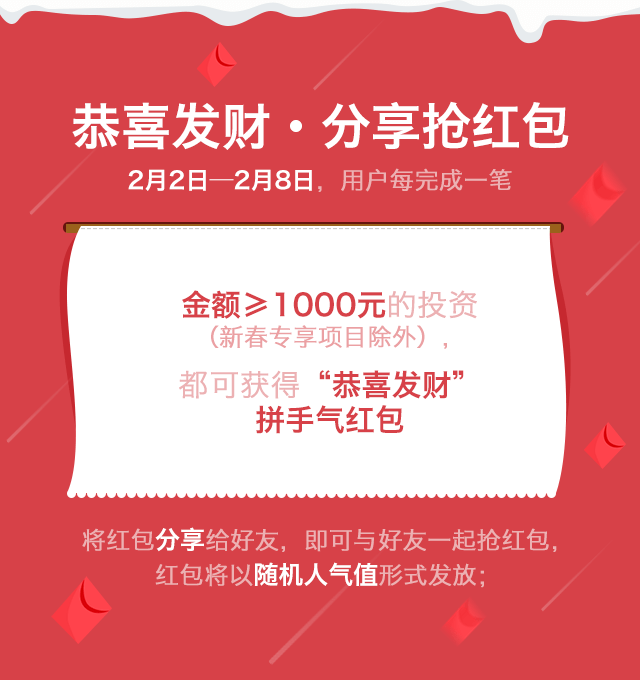 恭喜发财·分享抢红包
2月2日—2月8日，用户每完成一笔
金额≥1000元的投资
（新春专享项目除外），
都可获得“恭喜发财”
拼手气红包
将红包分享给好友，即可与好友一起抢红包，
红包将以随机人气值形式发放；